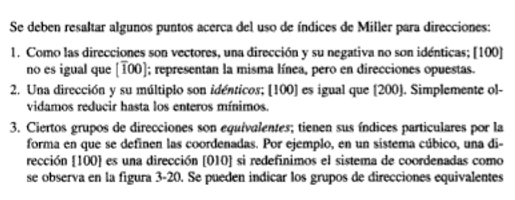 Se deben resaltar algunos puntos acerca del uso de índices de Miller para direcciones:
1. Como las direcciones son vectores, una dirección y su negativa no son idénticas; [100]
no es igual que [1̄00]; representan la misma línea, pero en direcciones opuestas.
2. Una dirección y su múltiplo son idénticos; [100] es igual que [200]. Simplemente ol-
vidamos reducir hasta los enteros mínimos.
3. Ciertos grupos de direcciones son equivalentes; tienen sus índices particulares por la
forma en que se definen las coordenadas. Por ejemplo, en un sistema cúbico, una di-
rección [100] es una dirección [010] si redefinimos el sistema de coordenadas como
se observa en la figura 3-20. Se pueden indicar los grupos de direcciones equivalentes